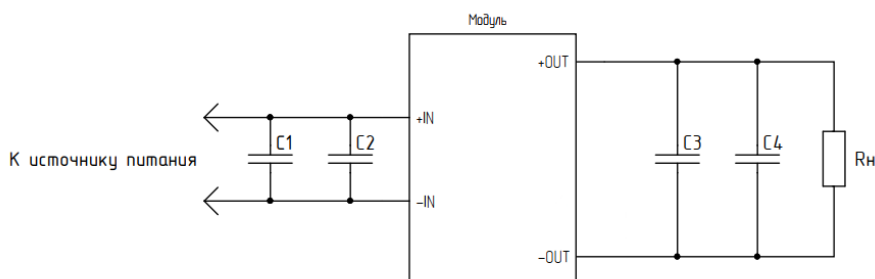 Модуль
+OUT
+IN
C1
C2
C3
C4
К источнику питания
Rн
-IN
-OUT